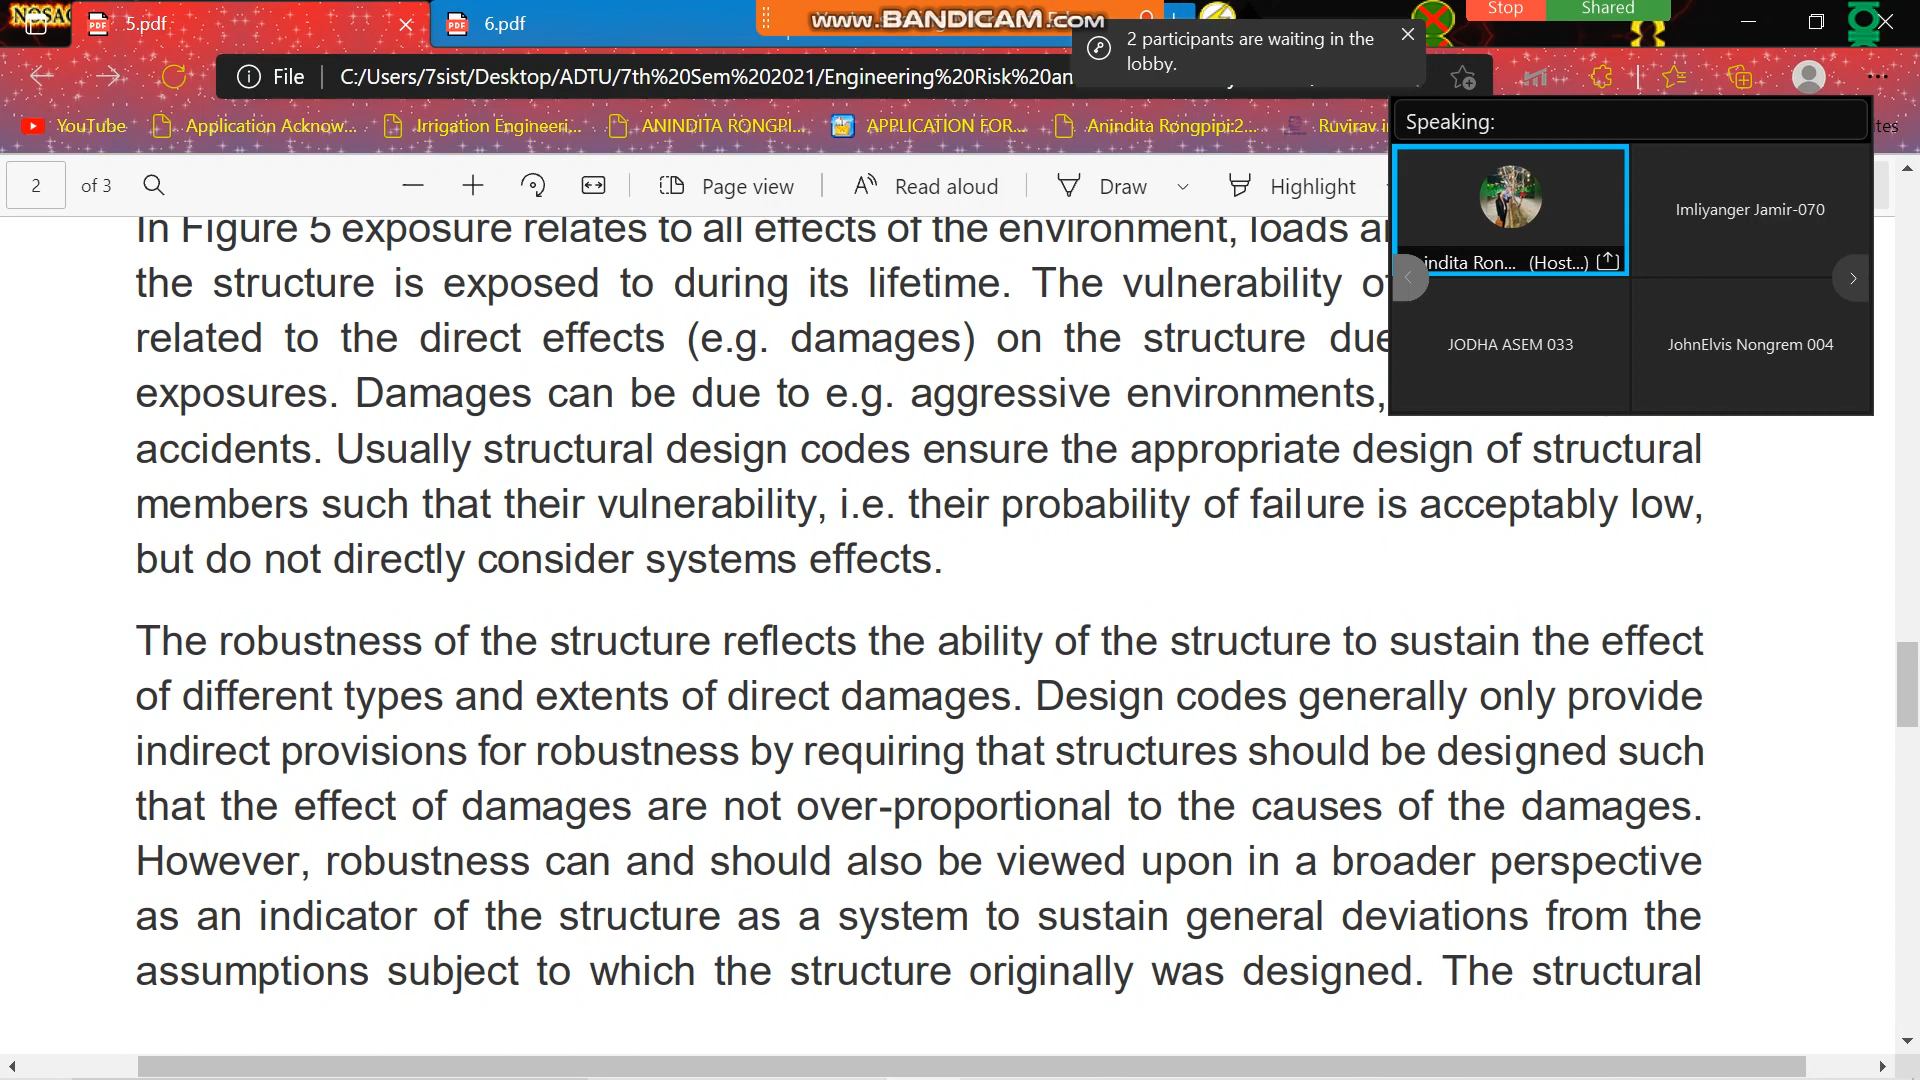 NOSAC
5.pdf
6.pdf
www.BANDICAM.com
Stop
Shared
2 participants are waiting in the
lobby.
File
C:/Users/7sist/Desktop/ADTU/7th%20Sem%202021/Engineering%20Risk%20an
YouTube
Application Acknow...
Irrigation Engineeri...
ANINDITA RONGPI...
APPLICATION FOR...
Anindita Rongpipi:2...
Ruvirav i
tes
Speaking:
2
of 3
Page view
Read aloud
Draw
Highlight
Imliyanger Jamir-070
indita Ron... (Host...)
JODHA ASEM 033
JohnElvis Nongrem 004
In Figure 5 exposure relates to all effects of the environment, loads a
the structure is exposed to during its lifetime. The vulnerability of
related to the direct effects (e.g. damages) on the structure due
exposures. Damages can be due to e.g. aggressive environments,
accidents. Usually structural design codes ensure the appropriate design of structural
members such that their vulnerability, i.e. their probability of failure is acceptably low,
but do not directly consider systems effects.
The robustness of the structure reflects the ability of the structure to sustain the effect
of different types and extents of direct damages. Design codes generally only provide
indirect provisions for robustness by requiring that structures should be designed such
that the effect of damages are not over-proportional to the causes of the damages.
However, robustness can and should also be viewed upon in a broader perspective
as an indicator of the structure as a system to sustain general deviations from the
assumptions subject to which the structure originally was designed. The structural